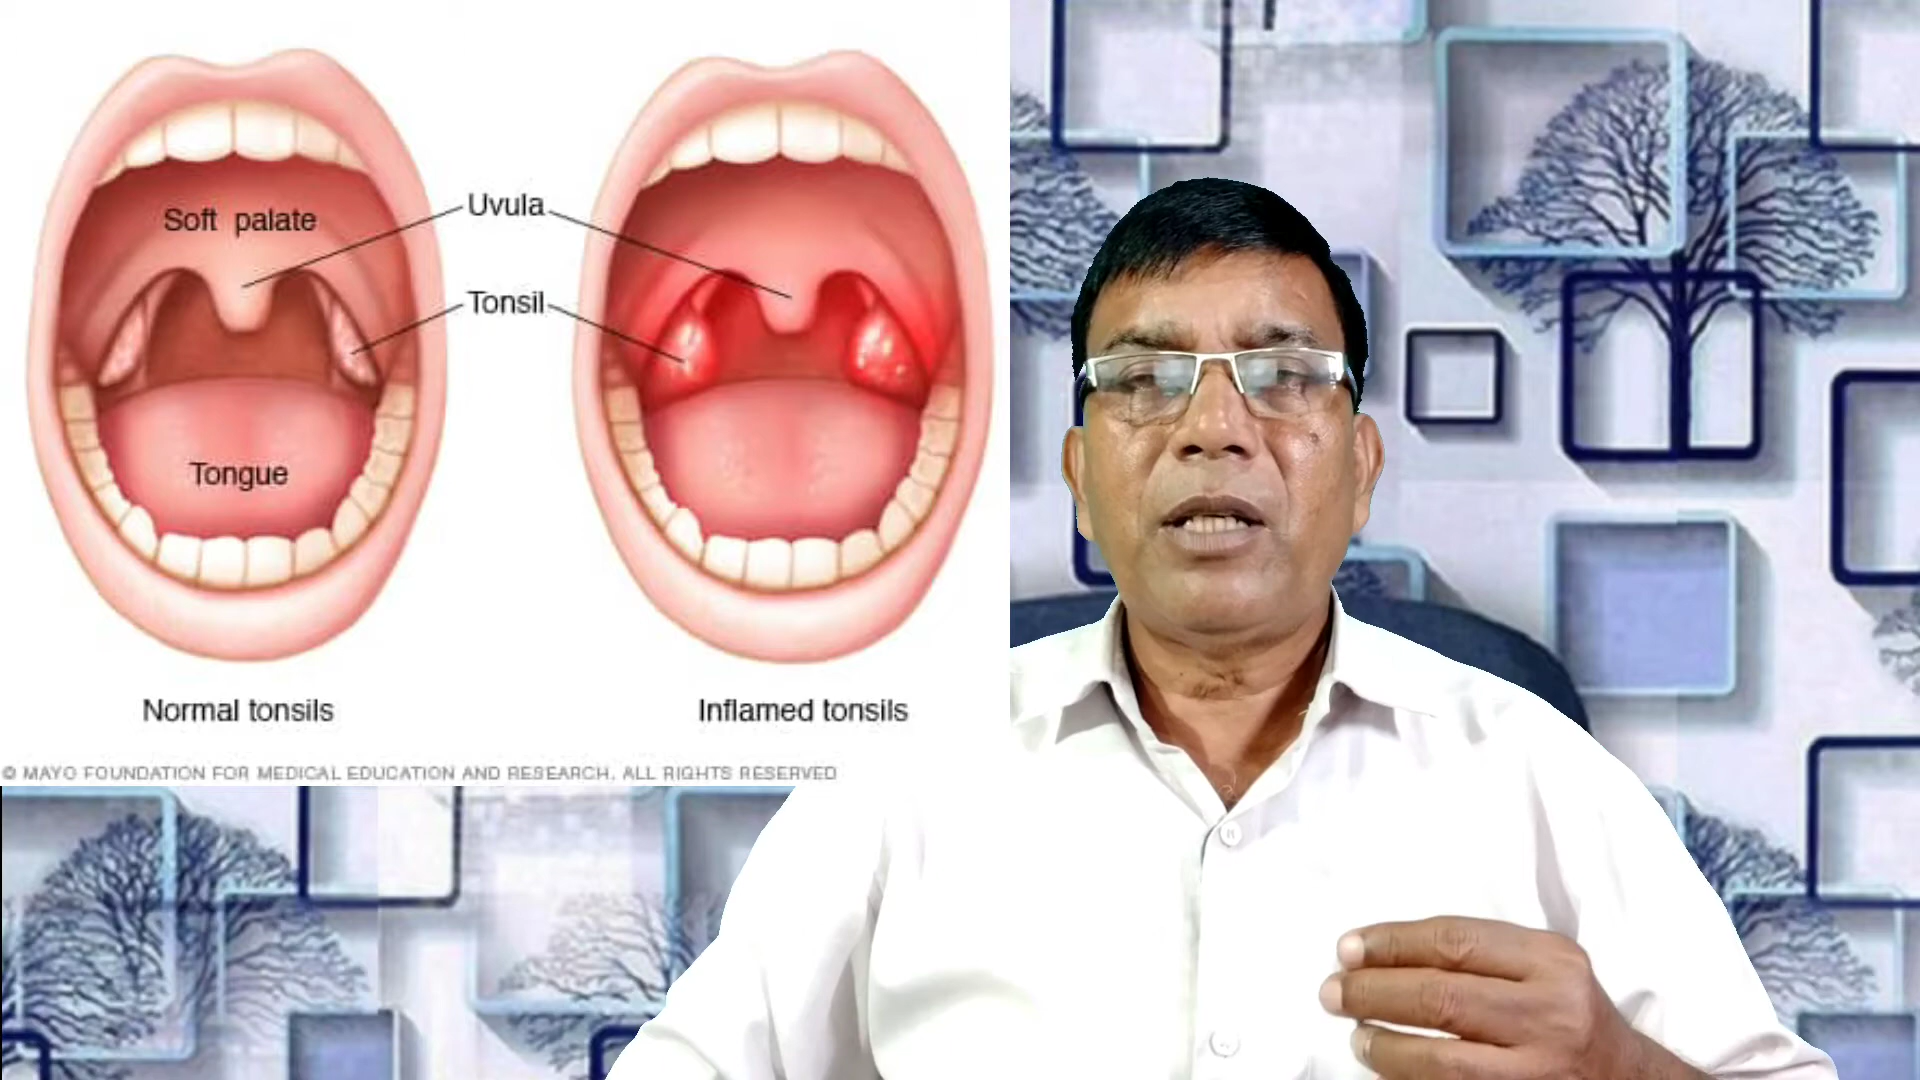 Soft palate
Uvula
Tonsil
Tongue
Normal tonsils
Inflamed tonsils
© MAYO FOUNDATION FOR MEDICAL EDUCATION AND RESEARCH. ALL RIGHTS RESERVED